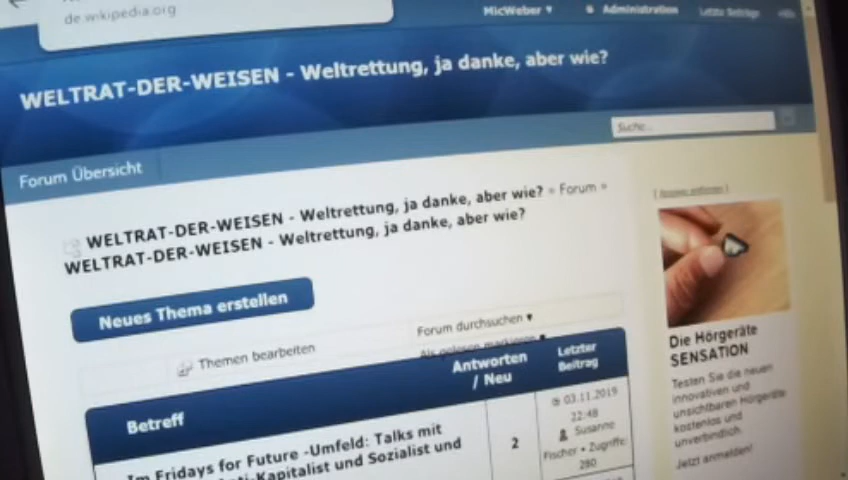 de.wikipedia.org
MicWeber ▼ Administration Letzte Beiträge
WELTRAT-DER-WEISEN - Weltrettung, ja danke, aber wie?
Suche...
Forum Übersicht
WELTRAT-DER-WEISEN - Weltrettung, ja danke, aber wie? » Forum »
WELTRAT-DER-WEISEN - Weltrettung, ja danke, aber wie?
Neues Thema erstellen
Forum durchsuchen ▼
Themen bearbeiten
Als gelesen markieren
Betreff
Antworten
/ Neu
Letzter
Beitrag
Im Fridays for Future -Umfeld: Talks mit
Kapitalist und Sozialist und
2
03.11.2019
22:48
Susanne
Fischer • Zugriffe:
280
Die Hörgeräte
SENSATION
Testen Sie die neuen
innovativen und
unsichtbaren Hörgeräte
kostenlos und
unverbindlich.
Jetzt anmelden!